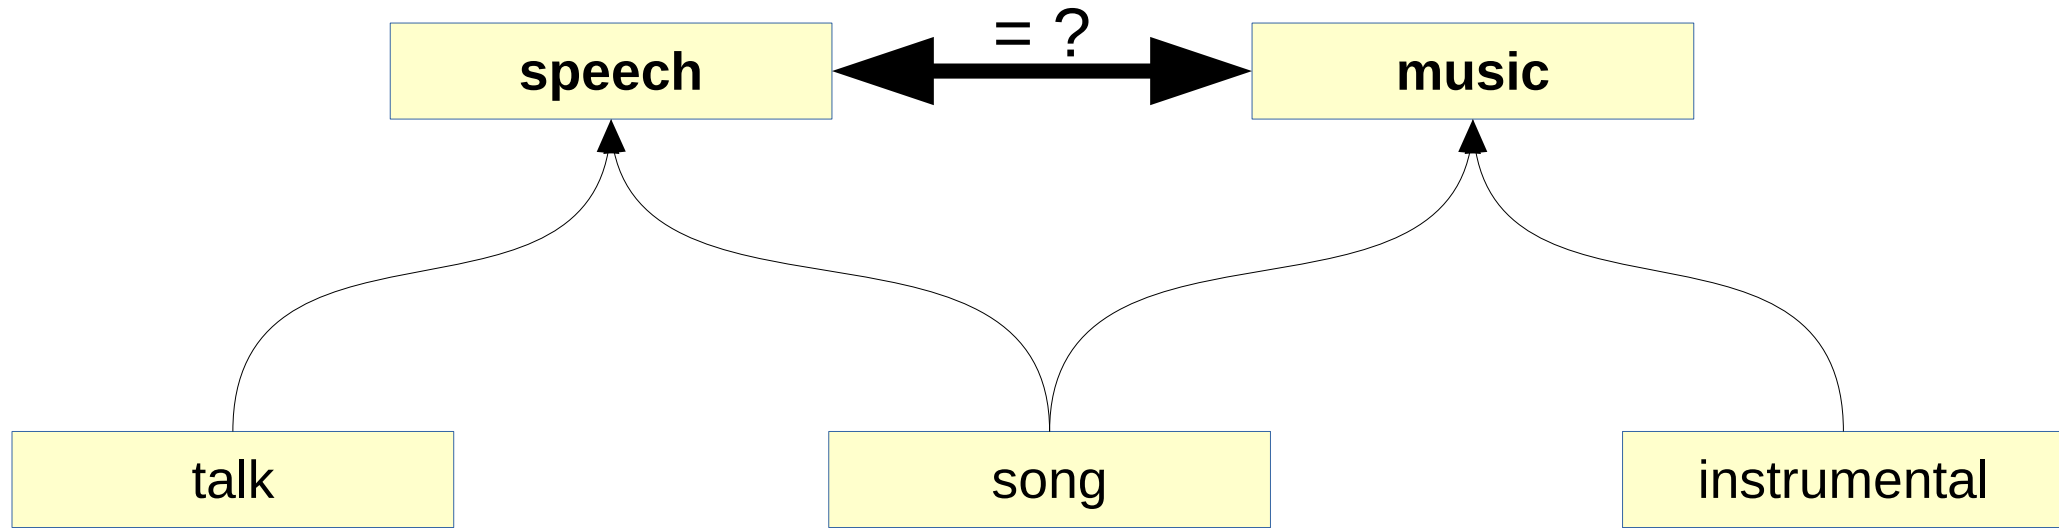 = ?
speech
music
talk
song
instrumental